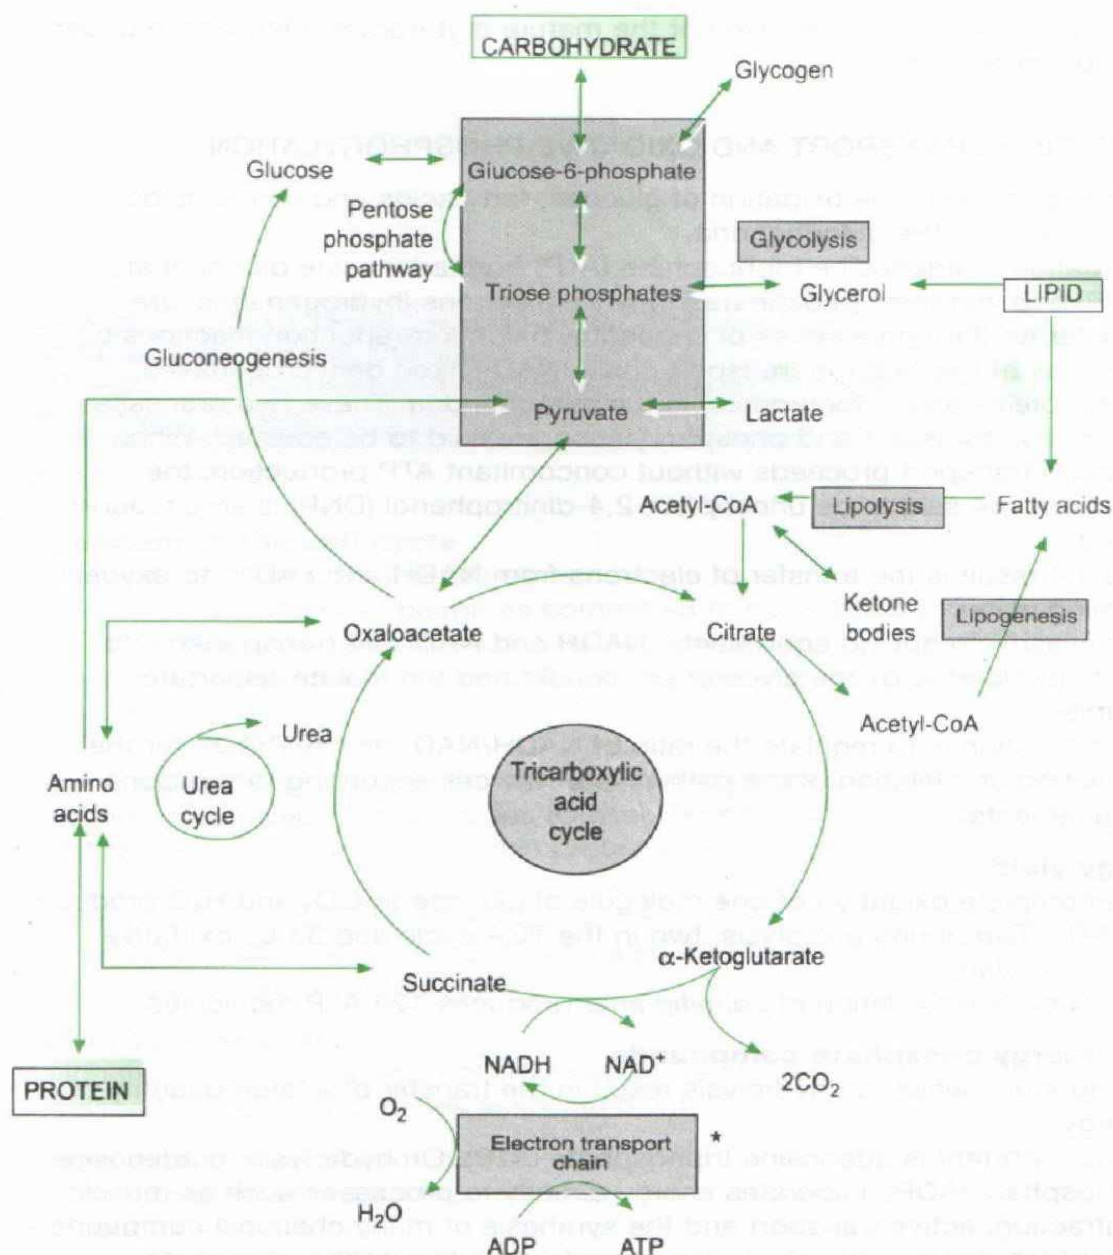 CARBOHYDRATE
Glycogen
Glucose
Glucose-6-phosphate
Pentose
phosphate
pathway
Glycolysis
Triose phosphates
Glycerol
LIPID
Gluconeogenesis
Pyruvate
Lactate
Acetyl-CoA
Lipolysis
Fatty acids
Ketone
bodies
Lipogenesis
Oxaloacetate
Citrate
Acetyl-CoA
Urea
Urea
cycle
Amino
acids
Tricarboxylic
acid
cycle
Succinate
α-Ketoglutarate
NADH
NAD⁺
2CO₂
PROTEIN
O₂
Electron transport
chain
*
H₂O
ADP
ATP